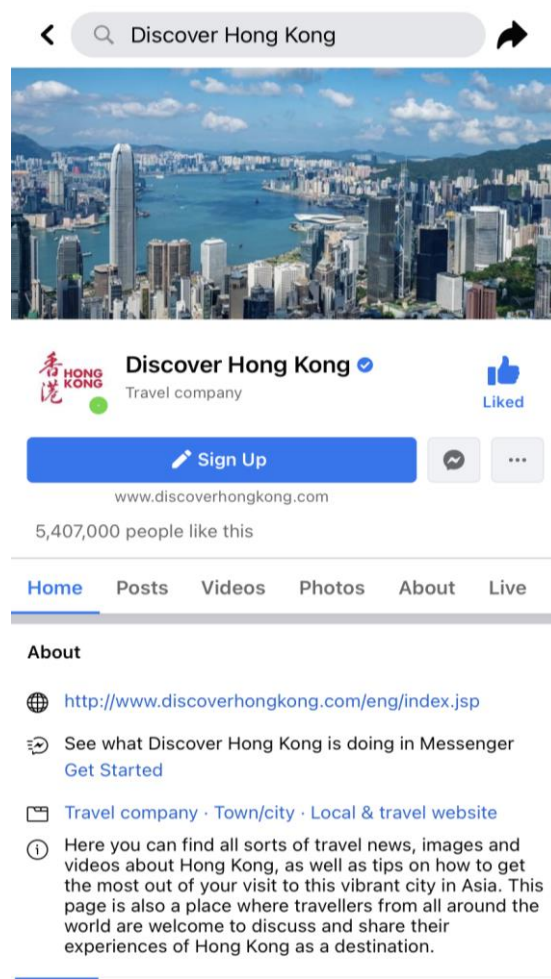 Discover Hong Kong
香 HONG
港 KONG
Discover Hong Kong
Travel company
Liked
Sign Up
www.discoverhongkong.com
5,407,000 people like this
Home Posts Videos Photos About Live
About
http://www.discoverhongkong.com/eng/index.jsp
See what Discover Hong Kong is doing in Messenger
Get Started
Travel company · Town/city · Local & travel website
Here you can find all sorts of travel news, images and
videos about Hong Kong, as well as tips on how to get
the most out of your visit to this vibrant city in Asia. This
page is also a place where travellers from all around the
world are welcome to discuss and share their
experiences of Hong Kong as a destination.